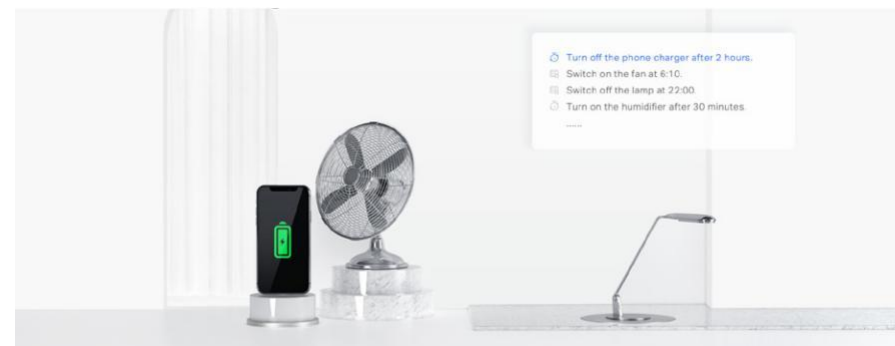 Turn off the phone charger after 2 hours.
Switch on the fan at 6:10.
Switch off the lamp at 22:00.
Turn on the humidifier after 30 minutes.
......